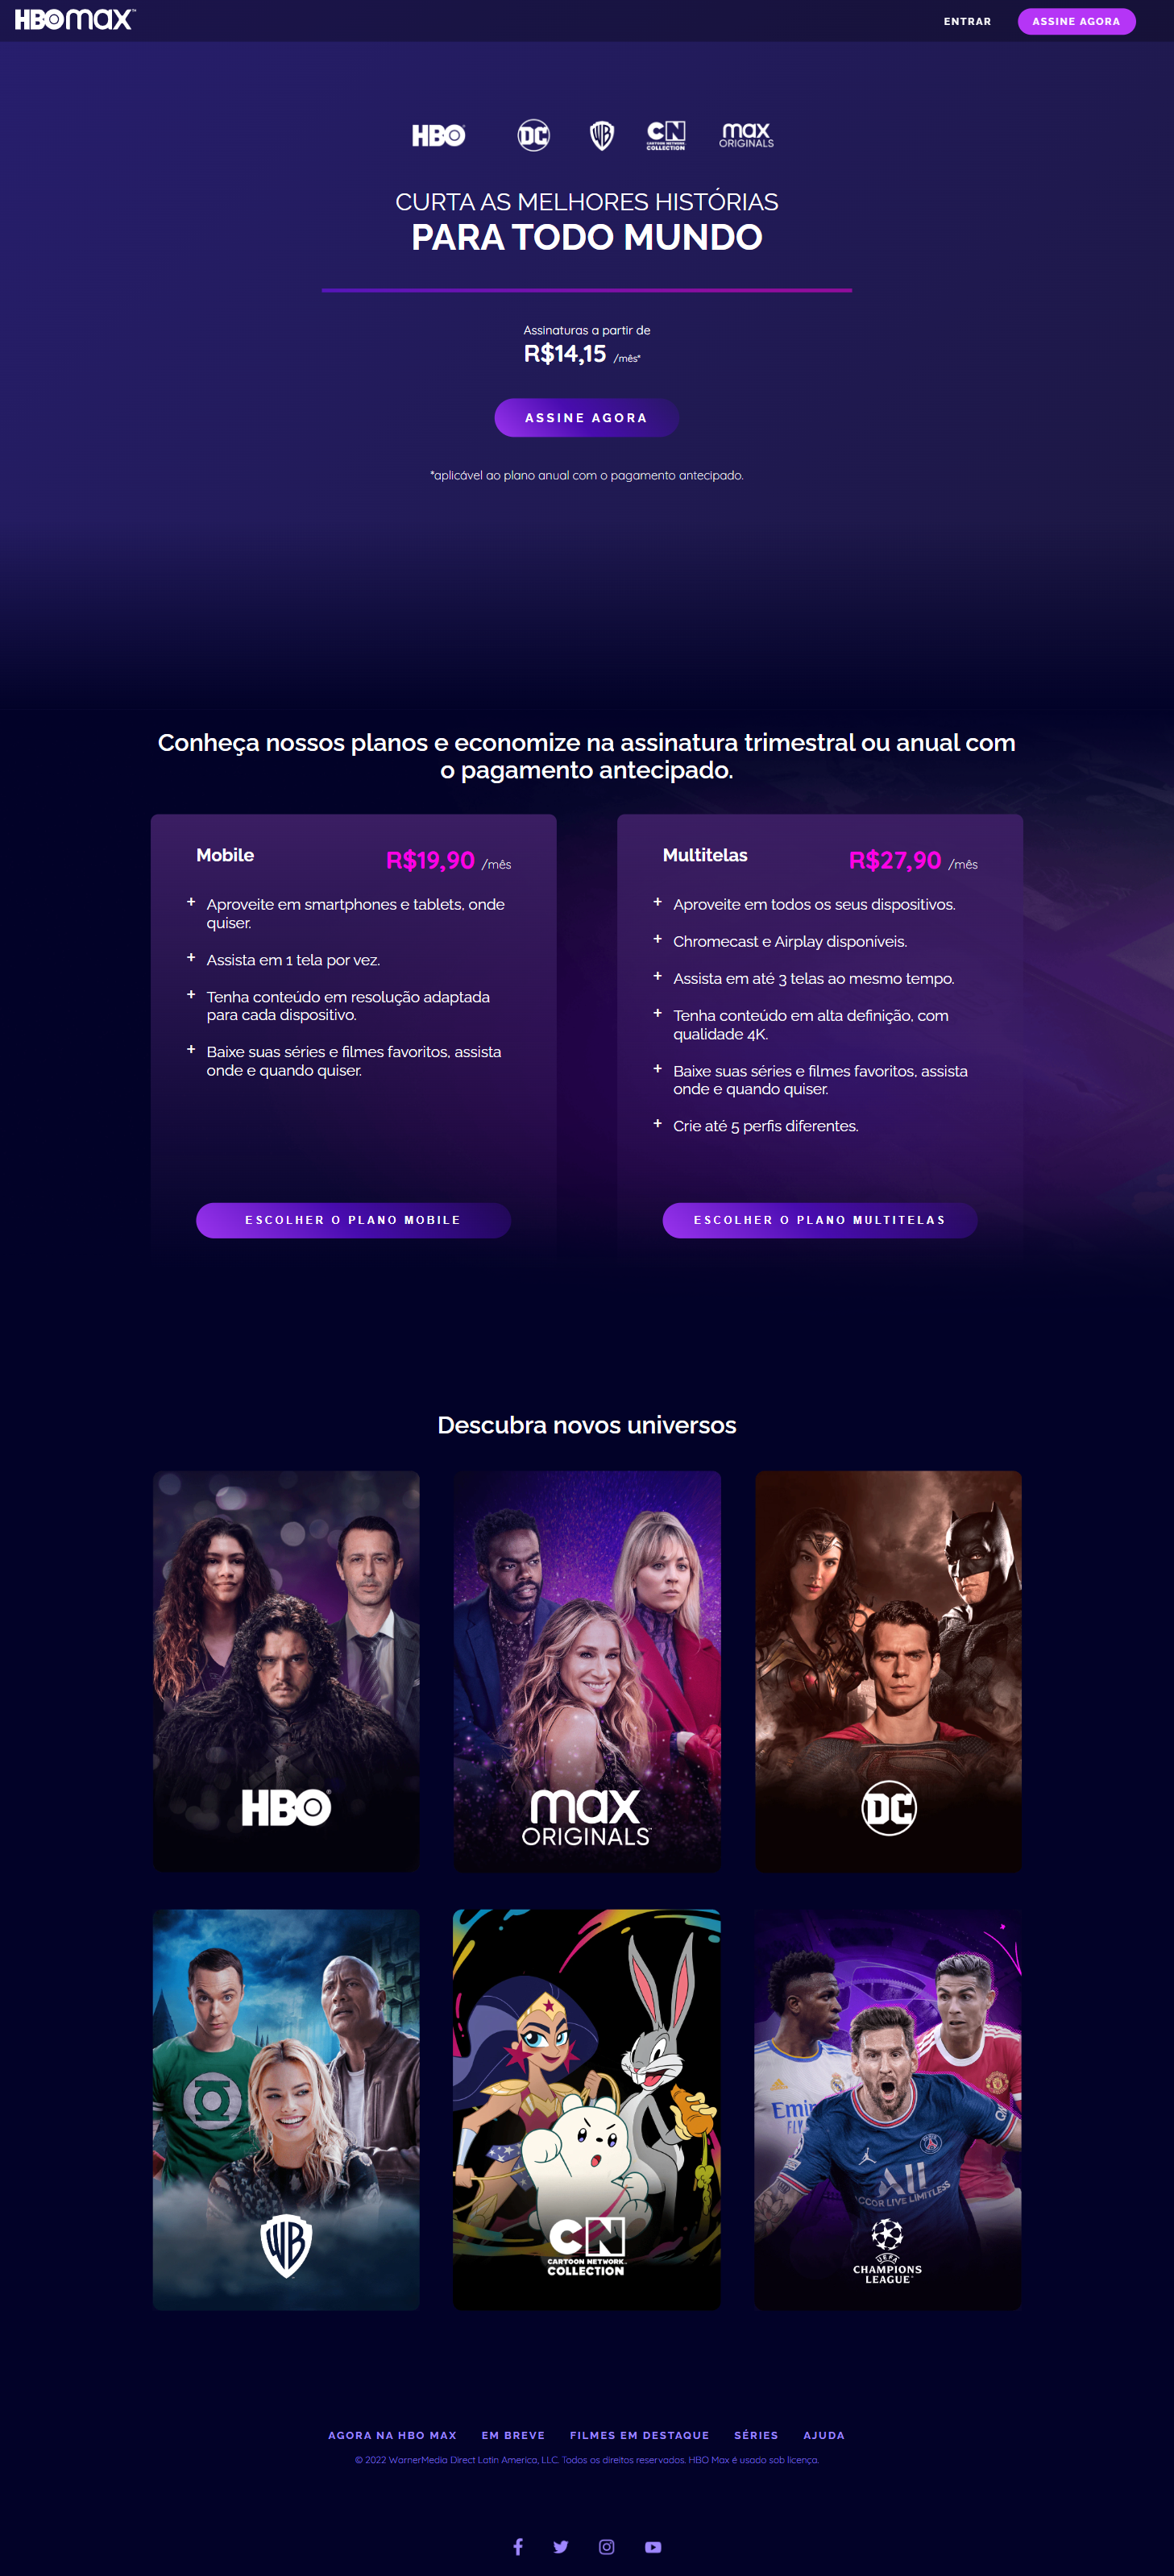 HBOmax
ENTRAR
ASSINE AGORA
HBO
DC
WB
CN
CARTOON NETWORK
COLLECTION
max
ORIGINALS
CURTA AS MELHORES HISTÓRIAS
PARA TODO MUNDO
Assinaturas a partir de
R$14,15 /mês*
ASSINE AGORA
*aplicável ao plano anual com o pagamento antecipado.
Conheça nossos planos e economize na assinatura trimestral ou anual com
o pagamento antecipado.
Mobile
R$19,90 /mês
+ Aproveite em smartphones e tablets, onde
quiser.
+ Assista em 1 tela por vez.
+ Tenha conteúdo em resolução adaptada
para cada dispositivo.
+ Baixe suas séries e filmes favoritos, assista
onde e quando quiser.
ESCOLHER O PLANO MOBILE
Multitelas
R$27,90 /mês
+ Aproveite em todos os seus dispositivos.
+ Chromecast e Airplay disponíveis.
+ Assista em até 3 telas ao mesmo tempo.
+ Tenha conteúdo em alta definição, com
qualidade 4K.
+ Baixe suas séries e filmes favoritos, assista
onde e quando quiser.
+ Crie até 5 perfis diferentes.
ESCOLHER O PLANO MULTITELAS
Descubra novos universos
HBO
max
ORIGINALS
DC
WB
CN
CARTOON NETWORK
COLLECTION
FLY
ALL
ACCOR LIVE LIMITLESS
UEFA
CHAMPIONS
LEAGUE
AGORA NA HBO MAX
EM BREVE
FILMES EM DESTAQUE
SÉRIES
AJUDA
© 2022 WarnerMedia Direct Latin America, LLC. Todos os direitos reservados. HBO Max é usado sob licença.